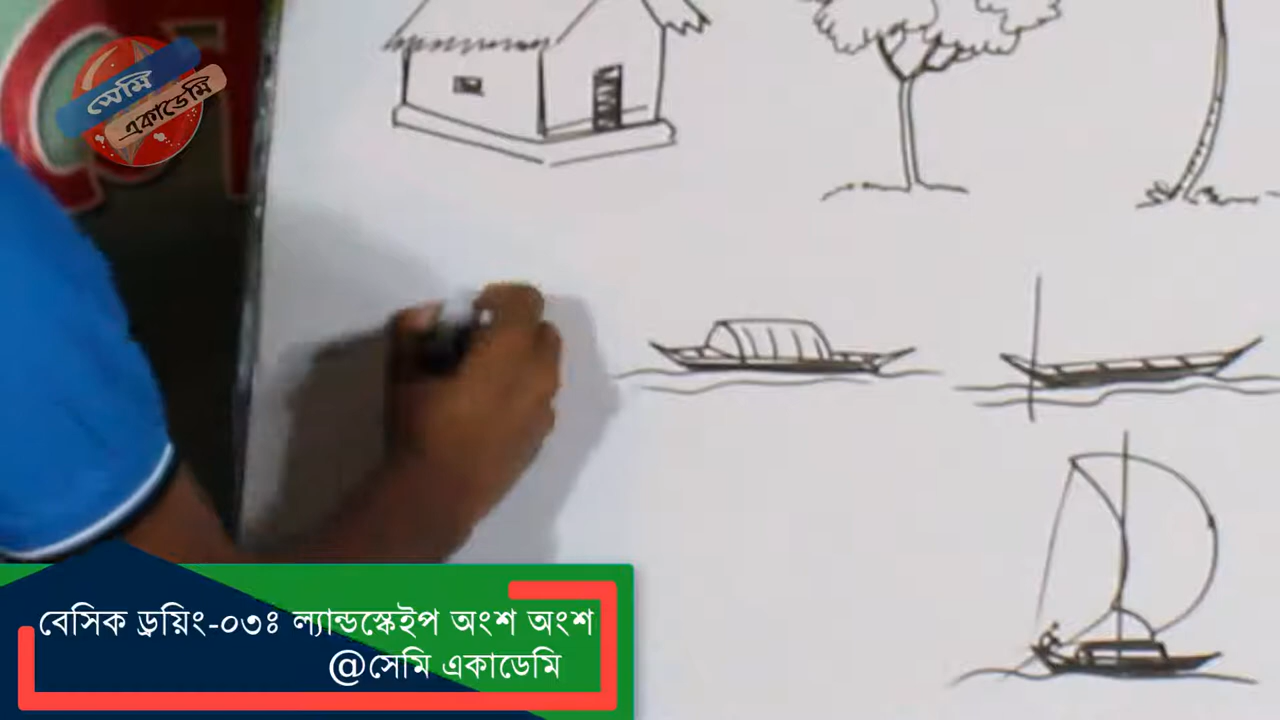 সেমি
একাডেমি
বেসিক ড্রয়িং-০৩ঃ ল্যান্ডস্কেইপ অংশ অংশ
@সেমি একাডেমি